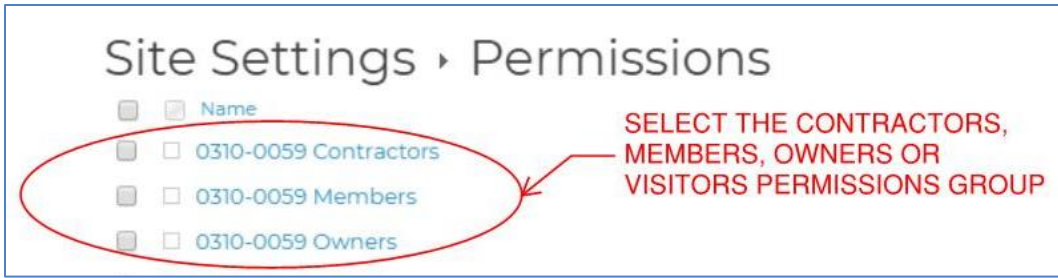 Site Settings › Permissions
Name
0310-0059 Contractors
0310-0059 Members
0310-0059 Owners
SELECT THE CONTRACTORS,
MEMBERS, OWNERS OR
VISITORS PERMISSIONS GROUP